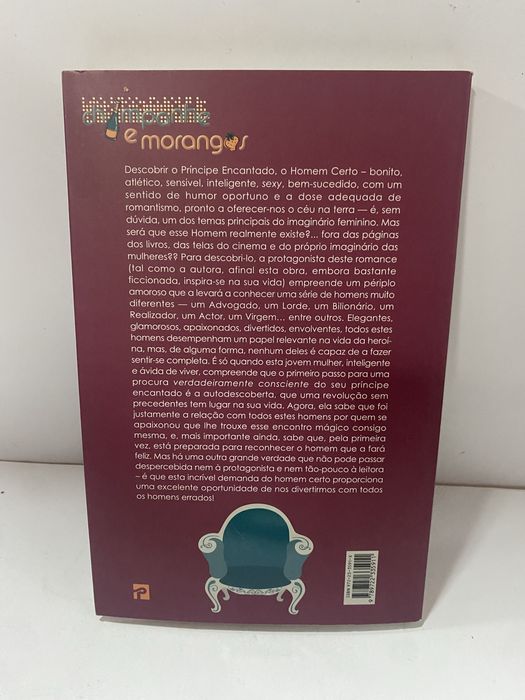 champanhe
e morangos
Descobrir o Príncipe Encantado, o Homem Certo – bonito,
atlético, sensível, inteligente, sexy, bem-sucedido, com um
sentido de humor oportuno e a dose adequada de
romantismo, pronto a oferecer-nos o céu na terra — é, sem
dúvida, um dos temas principais do imaginário feminino. Mas
será que esse Homem realmente existe?... fora das páginas
dos livros, das telas do cinema e do próprio imaginário das
mulheres?? Para descobri-lo, a protagonista deste romance
(tal como a autora, afinal esta obra, embora bastante
ficcionada, inspira-se na sua vida) empreende um périplo
amoroso que a levará a conhecer uma série de homens muito
diferentes — um Advogado, um Lorde, um Bilionário, um
Realizador, um Actor, um Virgem... entre outros. Elegantes,
glamorosos, apaixonados, divertidos, envolventes, todos estes
homens desempenham um papel relevante na vida da heroí-
na, mas, de alguma forma, nenhum deles é capaz de a fazer
sentir-se completa. É só quando esta jovem mulher, inteligente
e ávida de viver, compreende que o primeiro passo para uma
procura verdadeiramente consciente do seu príncipe
encantado é a autodescoberta, que uma revolução sem
precedentes tem lugar na sua vida. Agora, ela sabe que foi
justamente a relação com todos estes homens por quem se
apaixonou que lhe trouxe esse encontro mágico consigo
mesma, e, mais importante ainda, sabe que, pela primeira
vez, está preparada para reconhecer o homem que a fará
feliz. Mas há uma outra grande verdade que não pode passar
despercebida nem à protagonista e nem tão-pouco à leitora
– é que esta incrível demanda do homem certo proporciona
uma excelente oportunidade de nos divertirmos com todos
os homens errados!
9 789722 335911